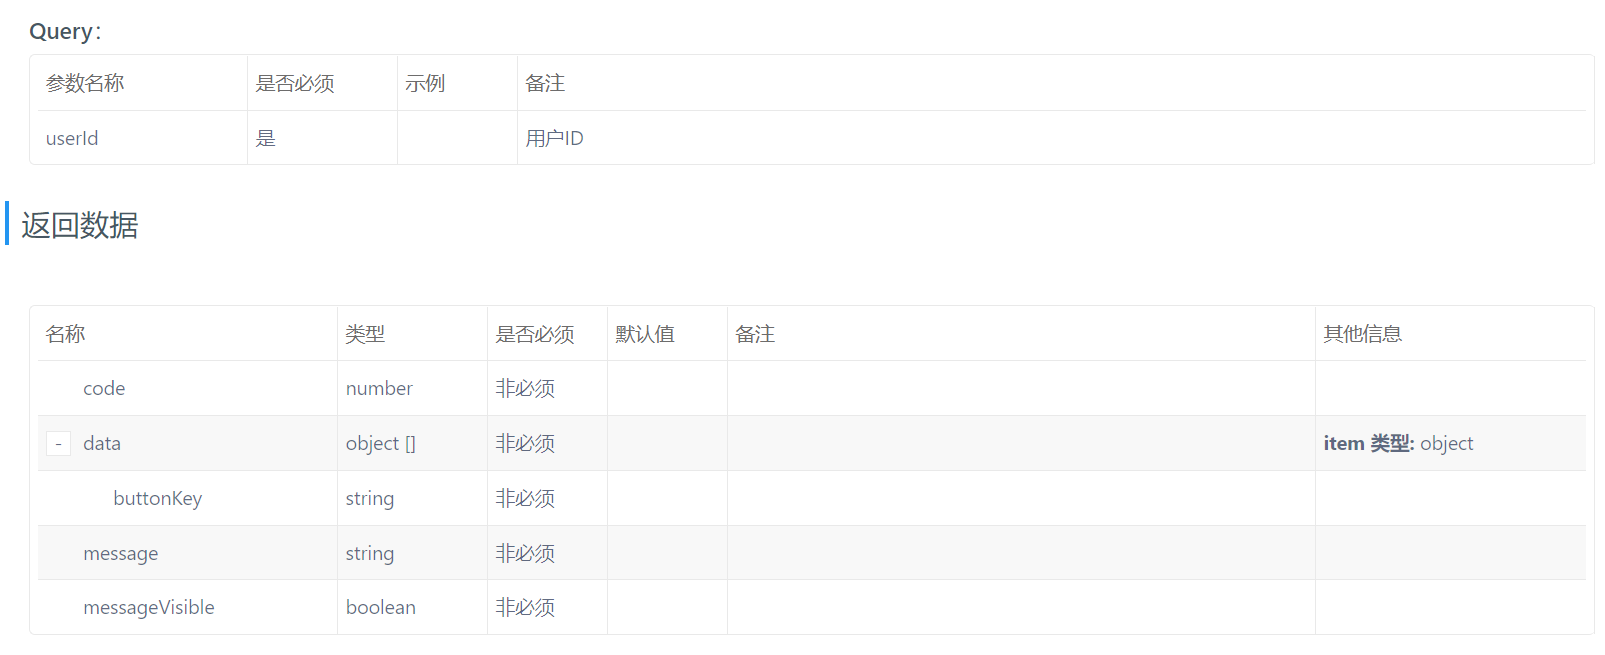 Query：
参数名称 是否必须 示例 备注
userId 是 用户ID
返回数据
名称 类型 是否必须 默认值 备注 其他信息
code number 非必须
- data object [] 非必须 item 类型: object
buttonKey string 非必须
message string 非必须
messageVisible boolean 非必须